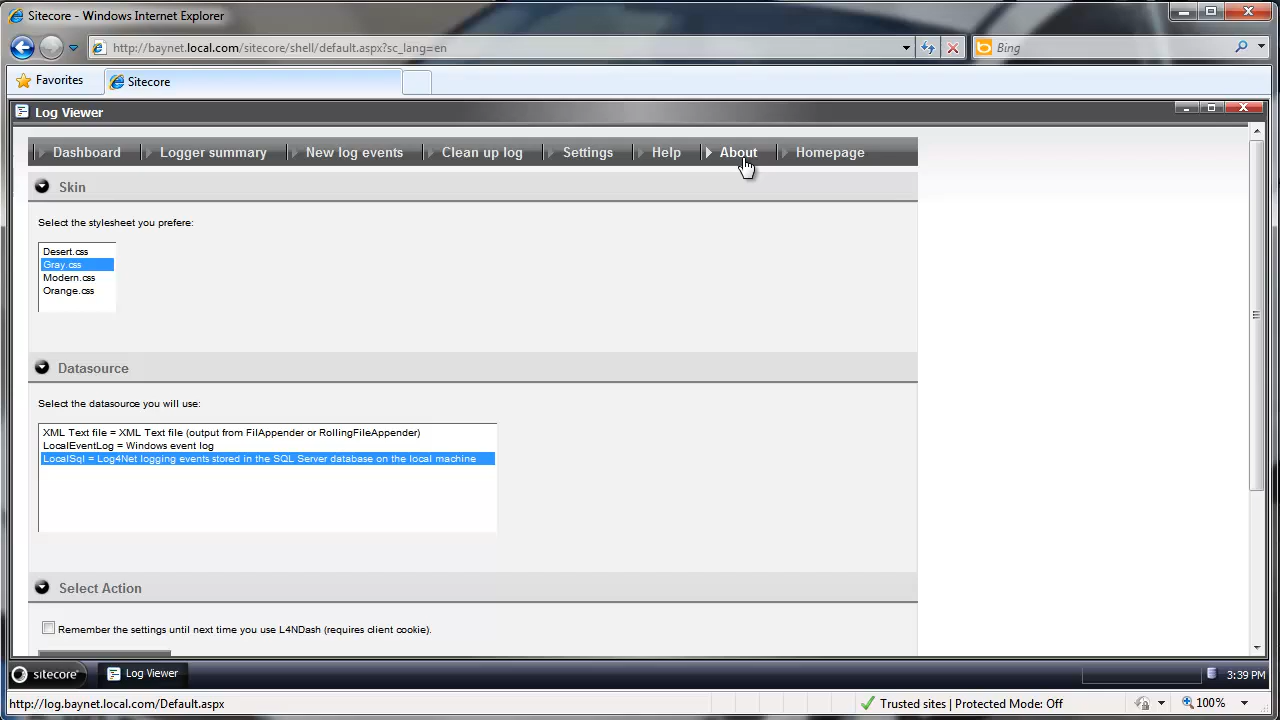 Sitecore - Windows Internet Explorer
http://baynet.local.com/sitecore/shell/default.aspx?sc_lang=en
Bing
Favorites
Sitecore
Log Viewer
Dashboard
Logger summary
New log events
Clean up log
Settings
Help
About
Homepage
Skin
Select the stylesheet you prefere:
Desert.css
Gray.css
Modern.css
Orange.css
Datasource
Select the datasource you will use:
XML Text file = XML Text file (output from FilAppender or RollingFileAppender)
LocalEventLog = Windows event log
LocalSql = Log4Net logging events stored in the SQL Server database on the local machine
Select Action
Remember the settings until next time you use L4NDash (requires client cookie).
sitecore
Log Viewer
3:39 PM
http://log.baynet.local.com/Default.aspx
Trusted sites | Protected Mode: Off
100%